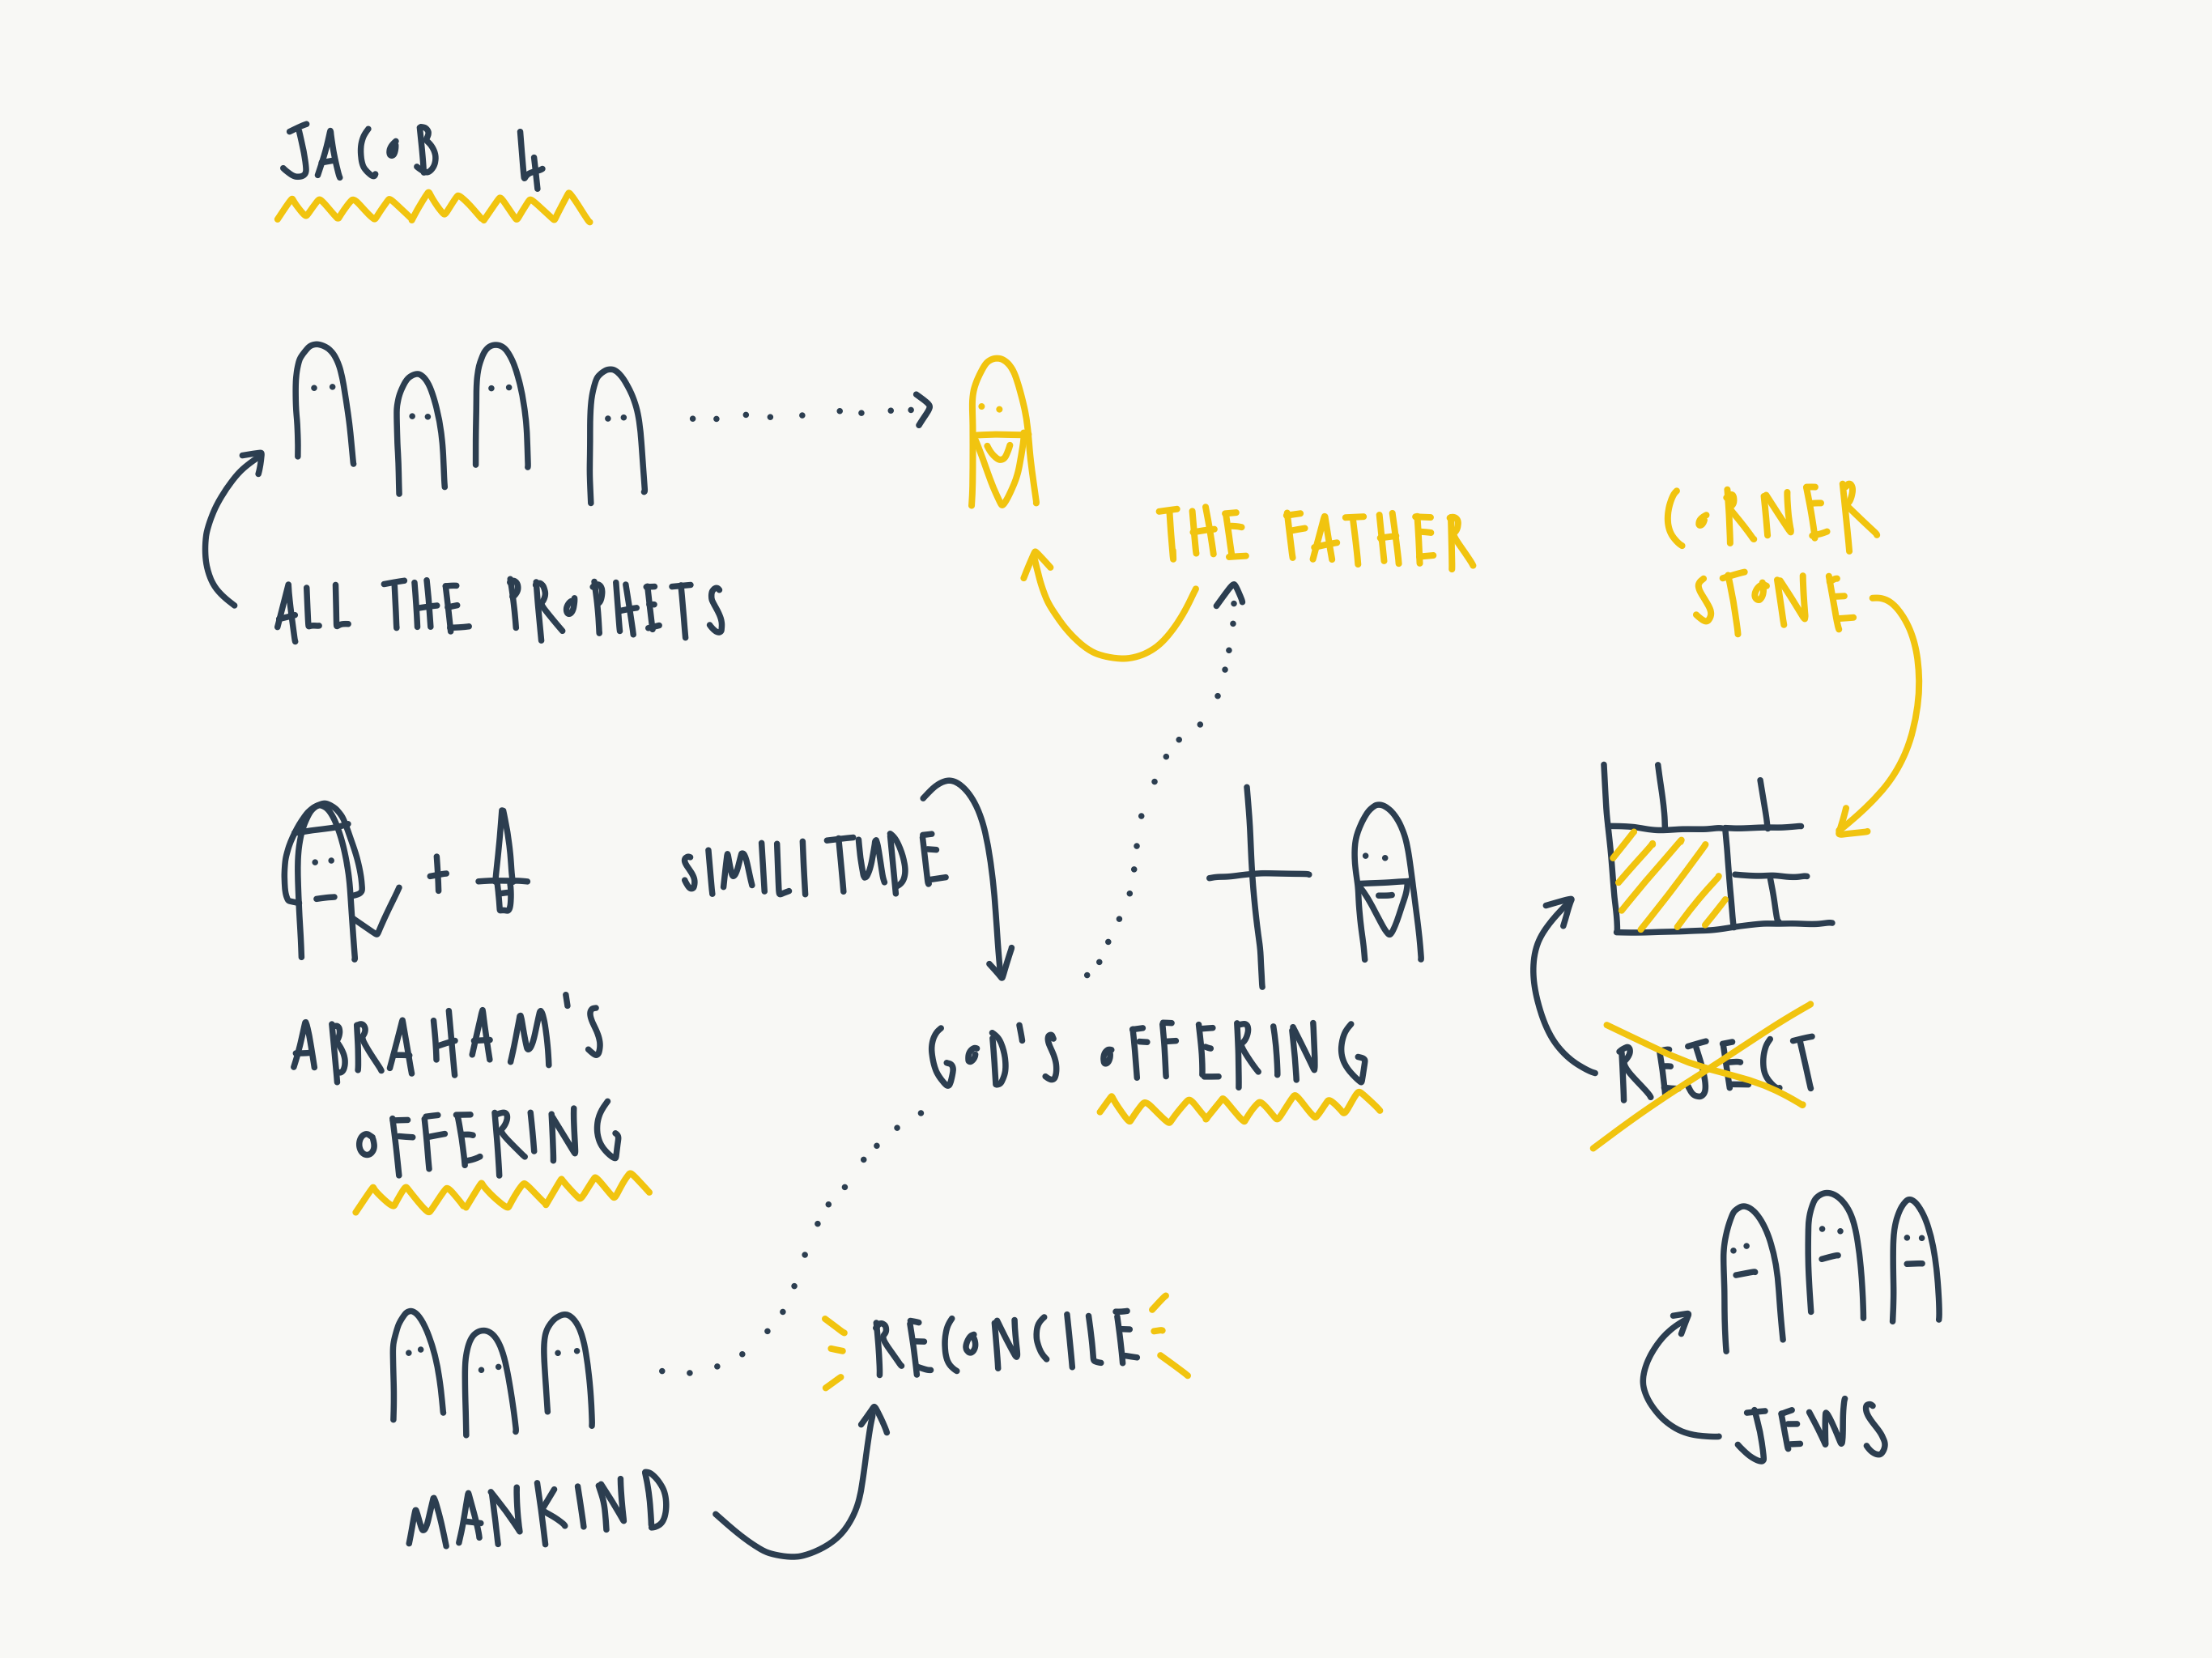 JACOB 4
ALL THE PROPHETS
THE FATHER
CORNER
STONE
+
SIMILITUDE
ABRAHAM'S
OFFERING
GOD'S OFFERING
REJECT
RECONCILE
MANKIND
JEWS